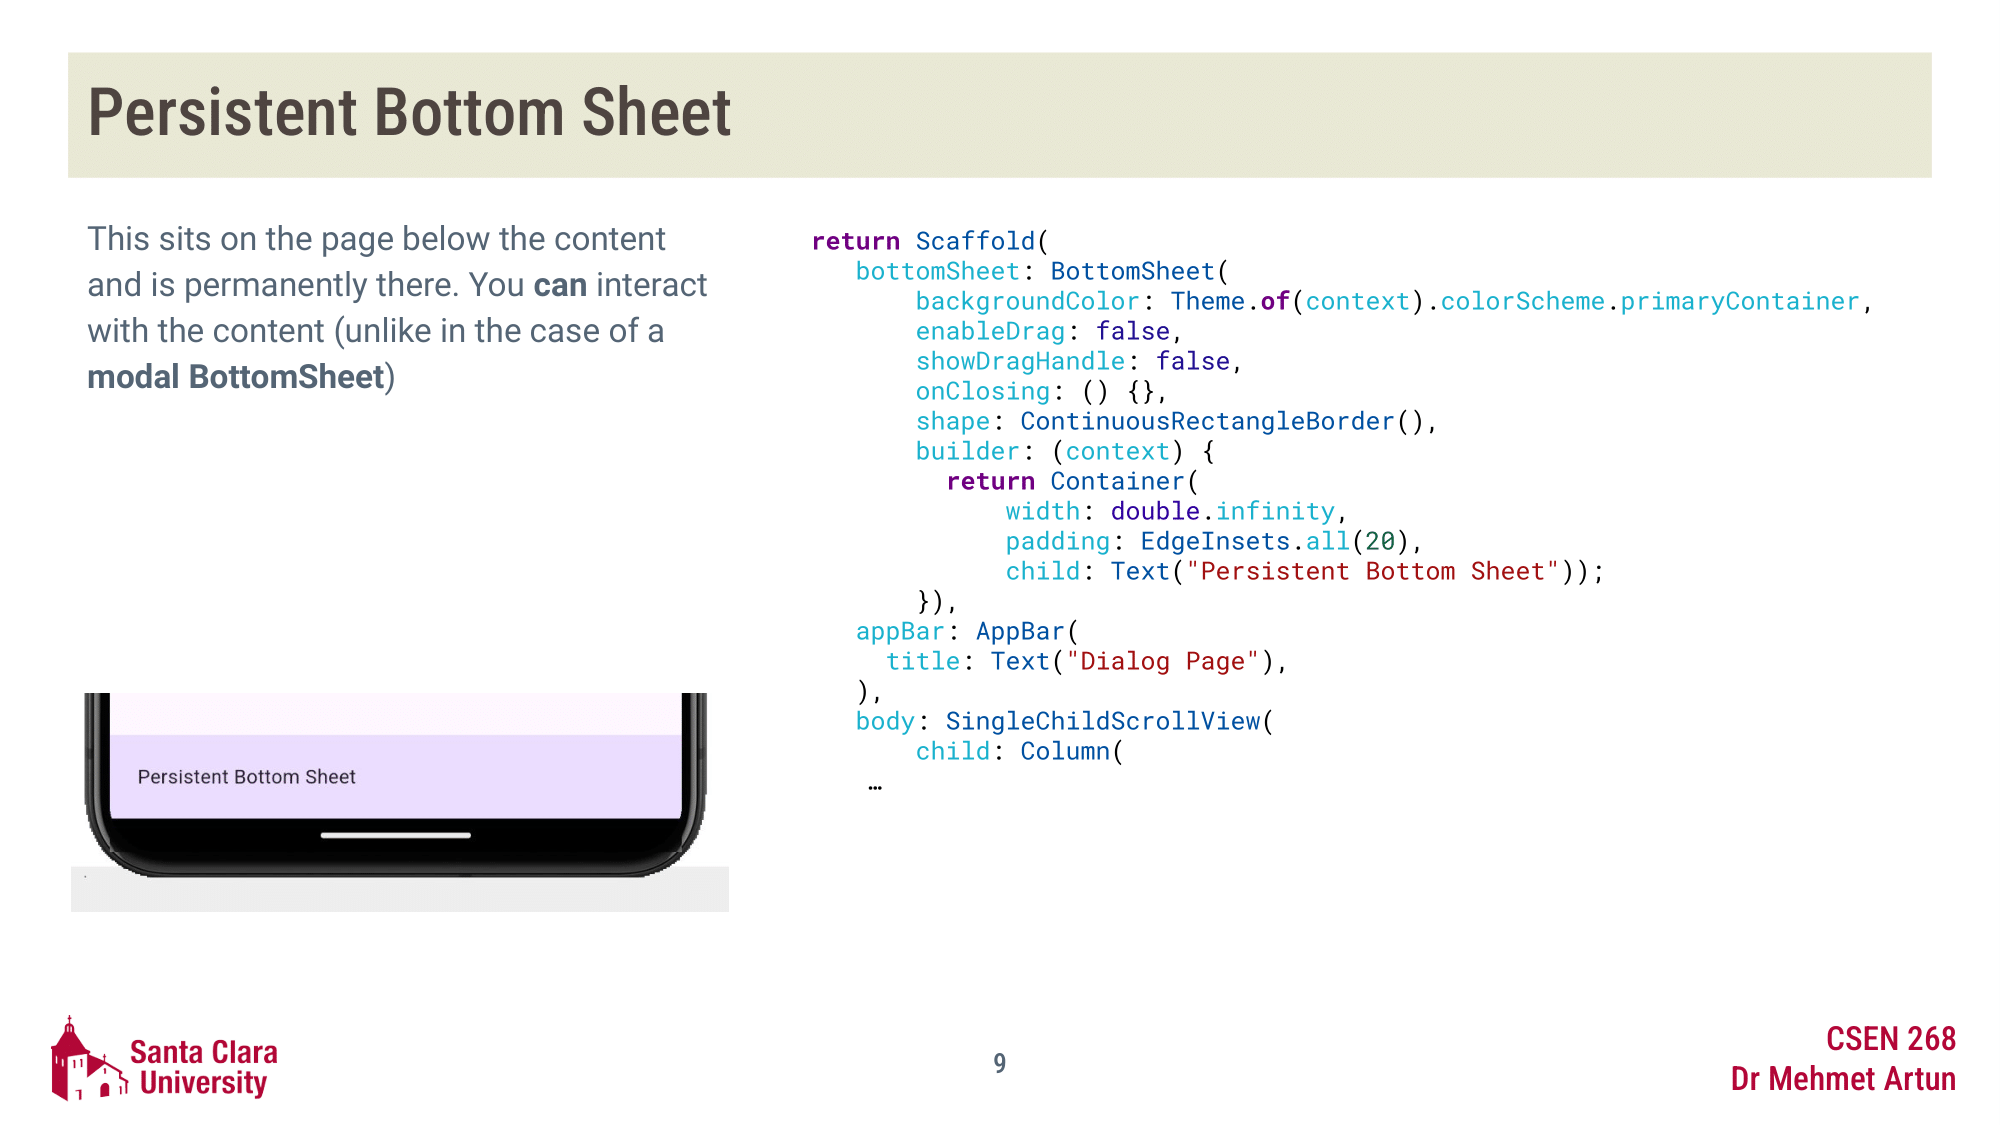 Persistent Bottom Sheet
This sits on the page below the content
and is permanently there. You can interact
with the content (unlike in the case of a
modal BottomSheet)
return Scaffold(
bottomSheet: BottomSheet(
backgroundColor: Theme.of(context).colorScheme.primaryContainer,
enableDrag: false,
showDragHandle: false,
onClosing: () {},
shape: ContinuousRectangleBorder(),
builder: (context) {
return Container(
width: double.infinity,
padding: EdgeInsets.all(20),
child: Text("Persistent Bottom Sheet"));
}),
appBar: AppBar(
title: Text("Dialog Page"),
),
body: SingleChildScrollView(
child: Column(
…
Persistent Bottom Sheet
Santa Clara
University
9
CSEN 268
Dr Mehmet Artun